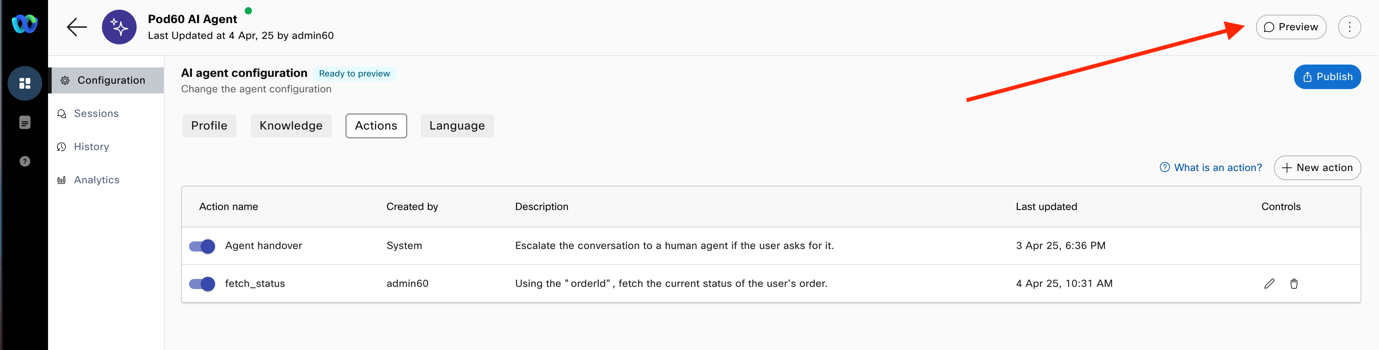 Pod60 AI Agent
Last Updated at 4 Apr, 25 by admin60
Preview
Configuration
Sessions
History
Analytics
AI agent configuration Ready to preview
Change the agent configuration
Publish
Profile Knowledge Actions Language
What is an action? New action
Action name Created by Description Last updated Controls
Agent handover System Escalate the conversation to a human agent if the user asks for it. 3 Apr 25, 6:36 PM
fetch_status admin60 Using the "orderId", fetch the current status of the user's order. 4 Apr 25, 10:31 AM